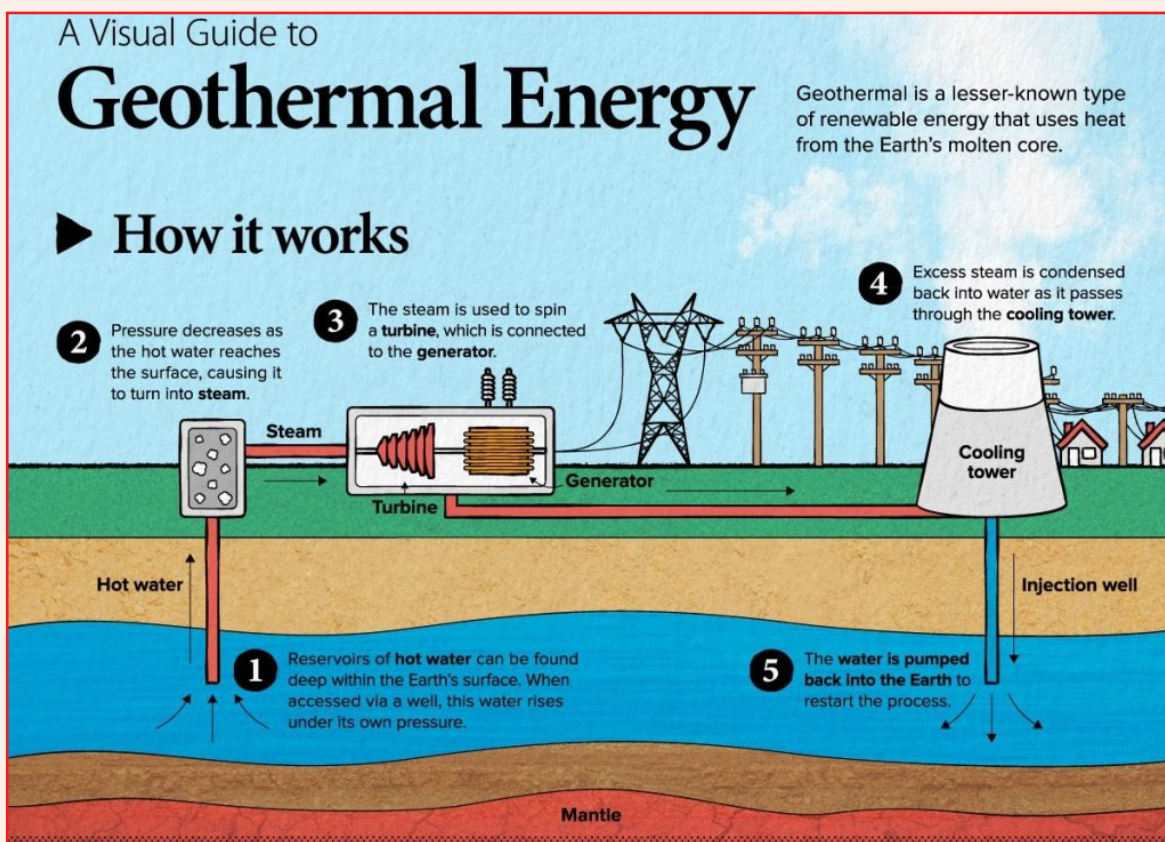 A Visual Guide to
Geothermal Energy
Geothermal is a lesser-known type
of renewable energy that uses heat
from the Earth's molten core.
How it works
2
Pressure decreases as
the hot water reaches
the surface, causing it
to turn into steam.
3
The steam is used to spin
a turbine, which is connected
to the generator.
4
Excess steam is condensed
back into water as it passes
through the cooling tower.
Steam
Turbine
Generator
Cooling
tower
Hot water
Injection well
1
Reservoirs of hot water can be found
deep within the Earth's surface. When
accessed via a well, this water rises
under its own pressure.
5
The water is pumped
back into the Earth to
restart the process.
Mantle